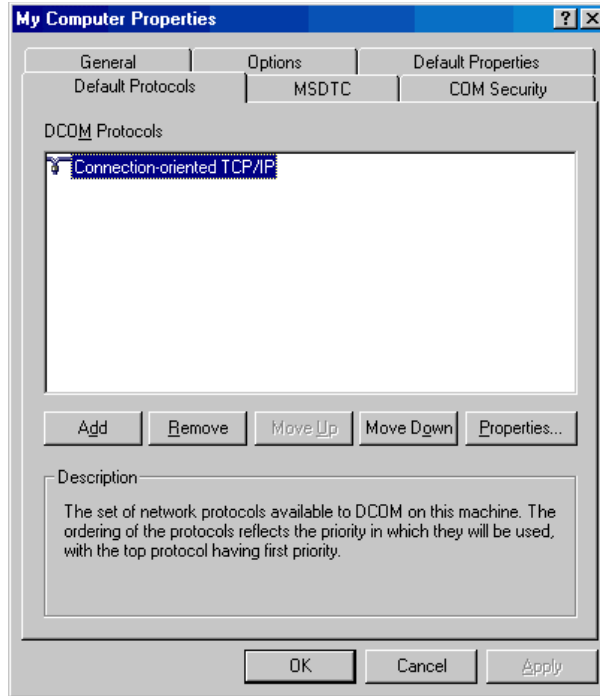 My Computer Properties
General Options Default Properties
Default Protocols MSDTC COM Security
DCOM Protocols
Connection-oriented TCP/IP
Add Remove Move Up Move Down Properties...
Description
The set of network protocols available to DCOM on this machine. The
ordering of the protocols reflects the priority in which they will be used,
with the top protocol having first priority.
OK Cancel Apply